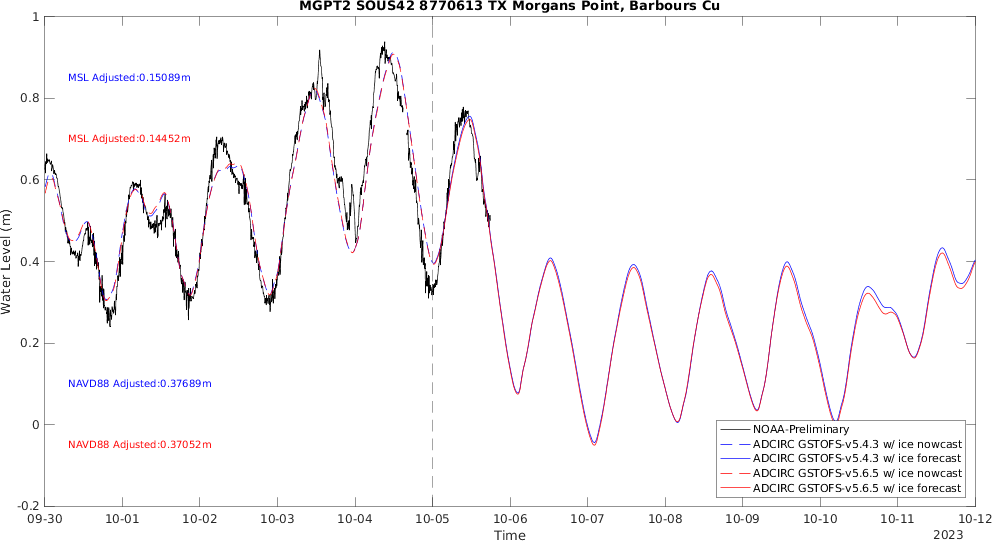 MGPT2 SOUS42 8770613 TX Morgans Point, Barbours Cu
1
0.8
0.6
0.4
0.2
0
-0.2
Water Level (m)
MSL Adjusted:0.15089m
MSL Adjusted:0.14452m
NAVD88 Adjusted:0.37689m
NAVD88 Adjusted:0.37052m
NOAA-Preliminary
ADCIRC GSTOFS-v5.4.3 w/ ice nowcast
ADCIRC GSTOFS-v5.4.3 w/ ice forecast
ADCIRC GSTOFS-v5.6.5 w/ ice nowcast
ADCIRC GSTOFS-v5.6.5 w/ ice forecast
09-30 10-01 10-02 10-03 10-04 10-05 10-06 10-07 10-08 10-09 10-10 10-11 10-12
Time
2023